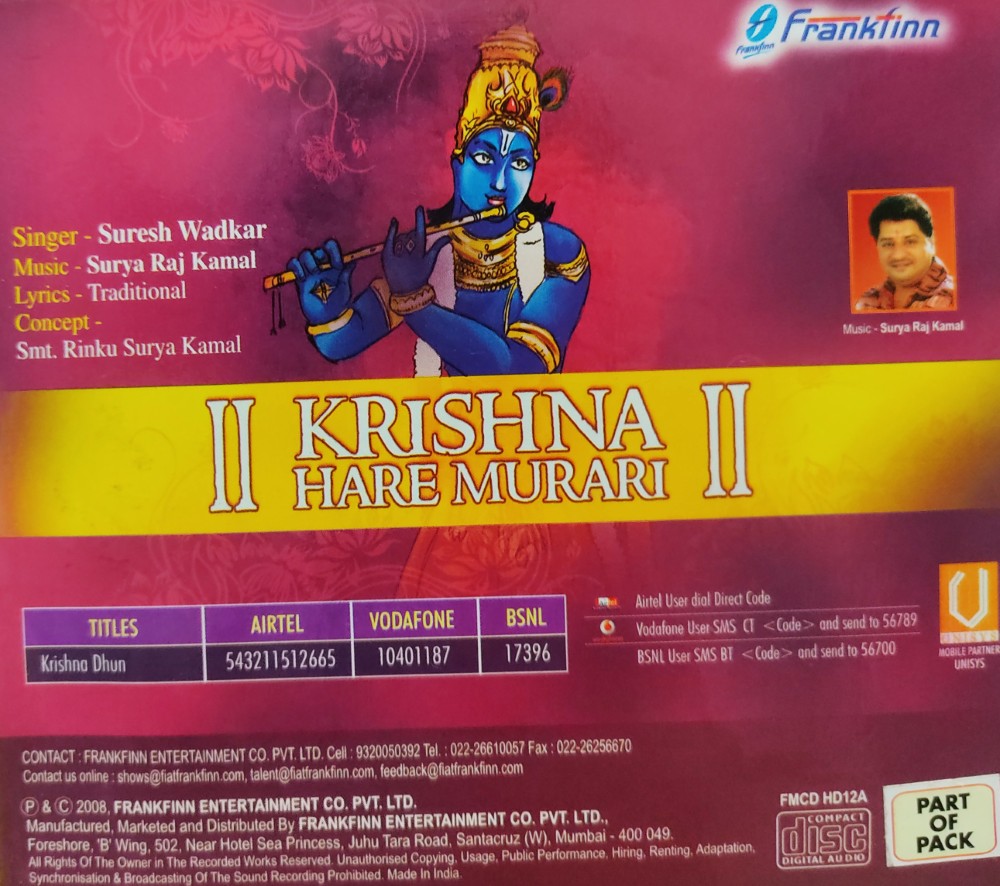 Frankfinn
Frankfinn
Singer - Suresh Wadkar
Music - Surya Raj Kamal
Lyrics - Traditional
Concept -
Smt. Rinku Surya Kamal
Music - Surya Raj Kamal
|| KRISHNA
HARE MURARI ||
TITLES AIRTEL VODAFONE BSNL
Krishna Dhun 543211512665 10401187 17396
Airtel User dial Direct Code
Vodafone User SMS CT <Code> and send to 56789
BSNL User SMS BT <Code> and send to 56700
UNISYS
MOBILE PARTNER
UNISYS
CONTACT : FRANKFINN ENTERTAINMENT CO. PVT. LTD. Cell : 9320050392 Tel. : 022-26610057 Fax : 022-26256670
Contact us online : shows@fiatfrankfinn.com, talent@fiatfrankfinn.com, feedback@fiatfrankfinn.com
Ⓟ & © 2008, FRANKFINN ENTERTAINMENT CO. PVT. LTD.
Manufactured, Marketed and Distributed By FRANKFINN ENTERTAINMENT CO. PVT. LTD.,
Foreshore, 'B' Wing, 502, Near Hotel Sea Princess, Juhu Tara Road, Santacruz (W), Mumbai - 400 049.
All Rights Of The Owner in The Recorded Works Reserved. Unauthorised Copying, Usage, Public Performance, Hiring, Renting, Adaptation,
Synchronisation & Broadcasting Of The Sound Recording Prohibited. Made In India.
FMCD HD12A
COMPACT
disc
DIGITAL AUDIO
PART
OF
PACK